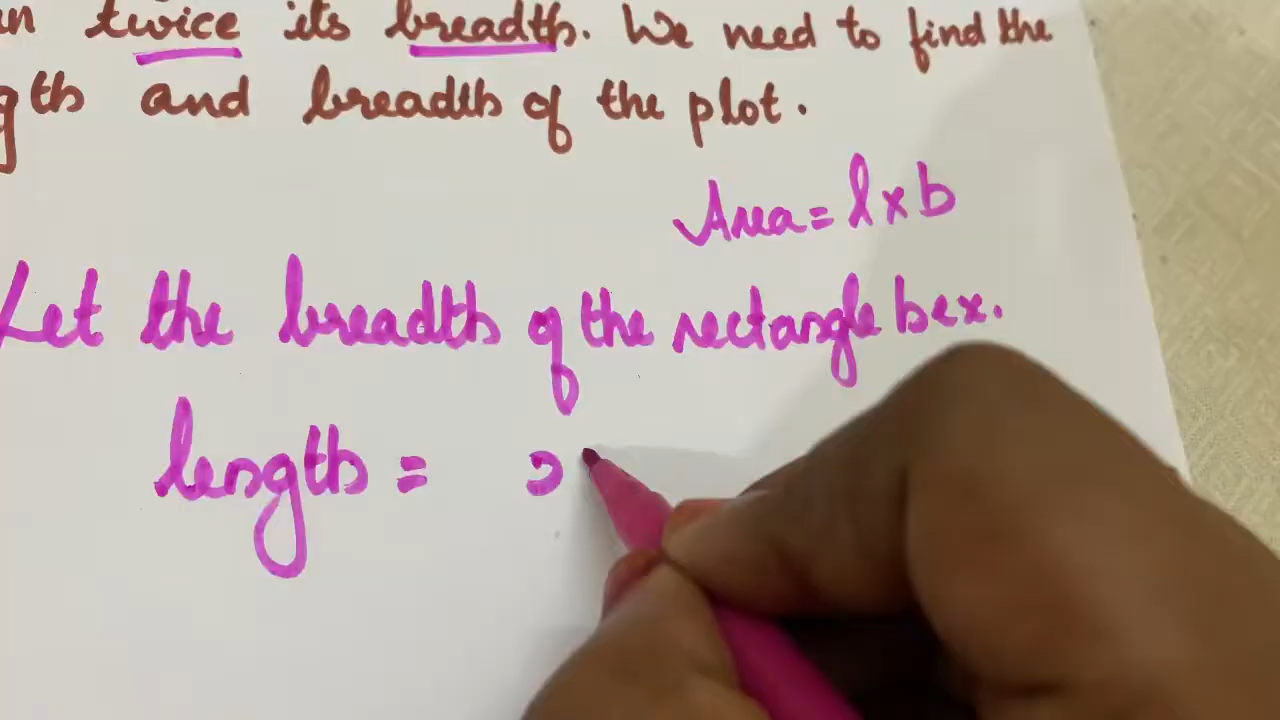 twice its breadth. We need to find the
and breadth of the plot.
Area = l x b
Let the breadth of the rectangle be x.
length =